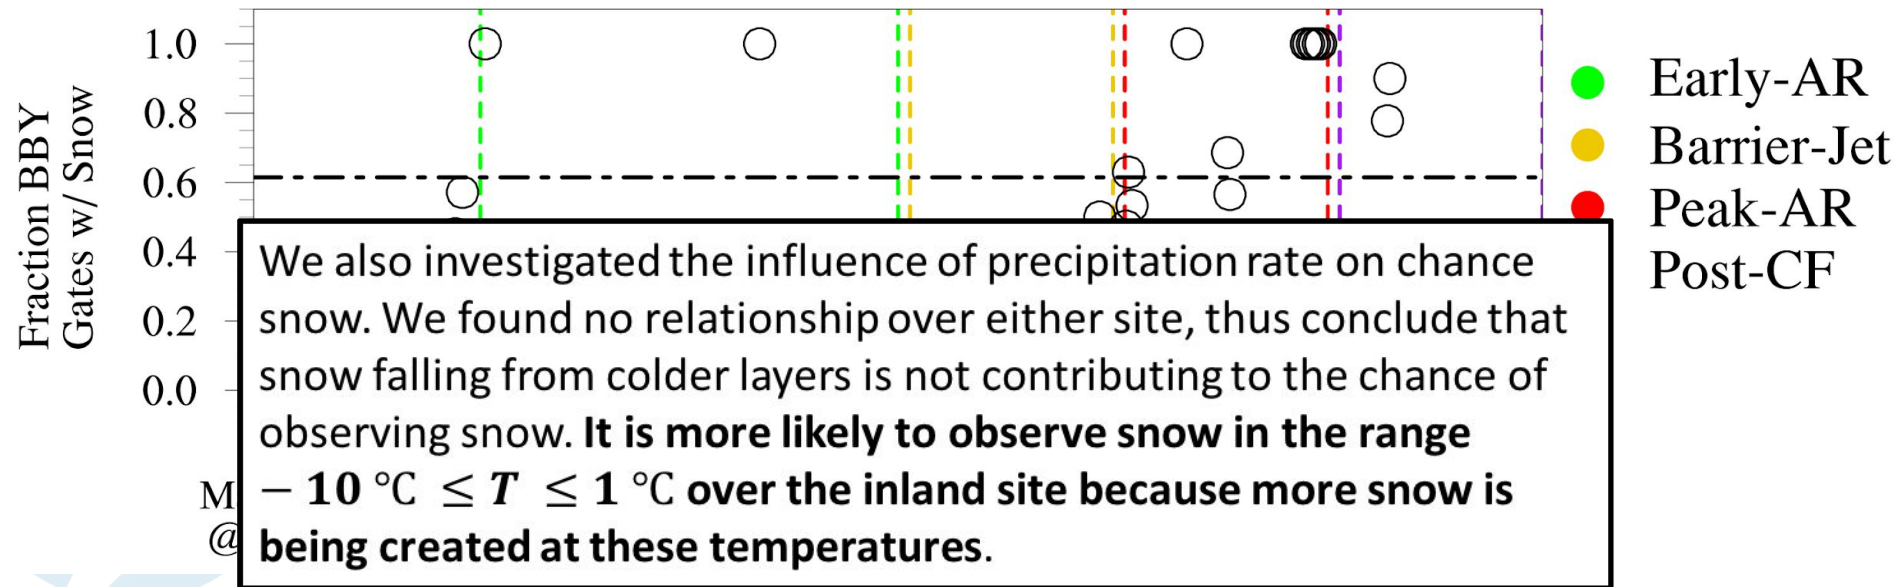 Fraction BBY
Gates w/ Snow
1.0
0.8
0.6
0.4
0.2
0.0
M
@
We also investigated the influence of precipitation rate on chance
snow. We found no relationship over either site, thus conclude that
snow falling from colder layers is not contributing to the chance of
observing snow. It is more likely to observe snow in the range
− 10 °C ≤ T ≤ 1 °C over the inland site because more snow is
being created at these temperatures.
Early-AR
Barrier-Jet
Peak-AR
Post-CF